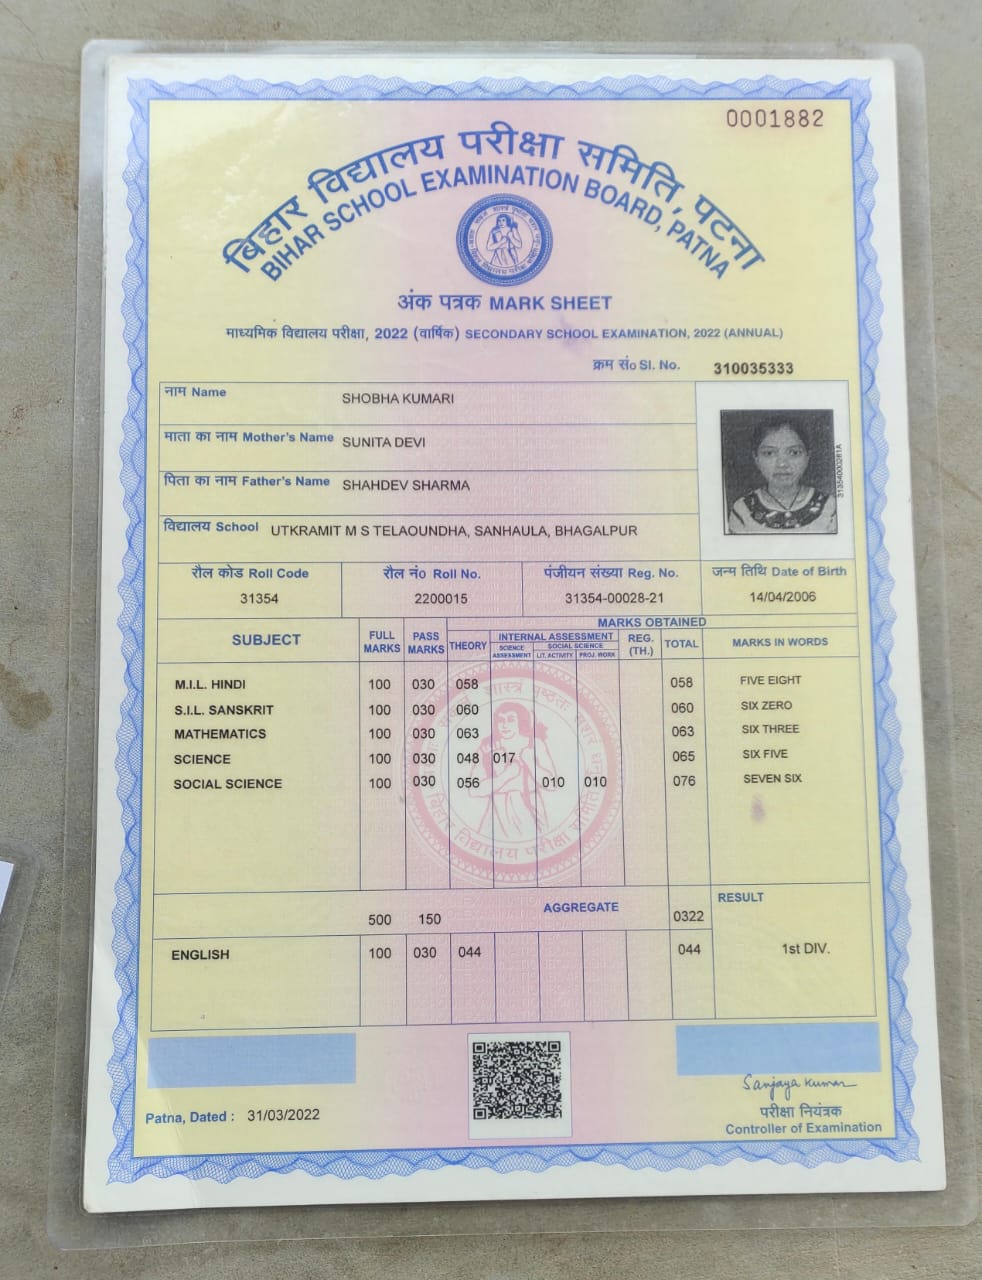 0001882
बिहार विद्यालय परीक्षा समिति, पटना
BIHAR SCHOOL EXAMINATION BOARD, PATNA
अंक पत्रक MARK SHEET
माध्यमिक विद्यालय परीक्षा, 2022 (वार्षिक) SECONDARY SCHOOL EXAMINATION, 2022 (ANNUAL)
क्रम सं० Sl. No. 310035333
नाम Name SHOBHA KUMARI
माता का नाम Mother's Name SUNITA DEVI
पिता का नाम Father's Name SHAHDEV SHARMA
विद्यालय School UTKRAMIT M S TELAOUNDHA, SANHAULA, BHAGALPUR
रौल कोड Roll Code रौल नं० Roll No. पंजीयन संख्या Reg. No. जन्म तिथि Date of Birth
31354 2200015 31354-00028-21 14/04/2006
MARKS OBTAINED
SUBJECT FULL MARKS PASS MARKS THEORY INTERNAL ASSESSMENT REG. (TH.) TOTAL MARKS IN WORDS
SCIENCE ASSESSMENT SOCIAL SCIENCE LIT. ACTIVITY PROJ. WORK
M.I.L. HINDI 100 030 058 058 FIVE EIGHT
S.I.L. SANSKRIT 100 030 060 060 SIX ZERO
MATHEMATICS 100 030 063 063 SIX THREE
SCIENCE 100 030 048 017 065 SIX FIVE
SOCIAL SCIENCE 100 030 056 010 010 076 SEVEN SIX
बिहार विद्यालय परीक्षा समिति
500 150 AGGREGATE 0322 RESULT
ENGLISH 100 030 044 044 1st DIV.
Sanjaya Kumar
Patna, Dated : 31/03/2022
परीक्षा नियंत्रक
Controller of Examination